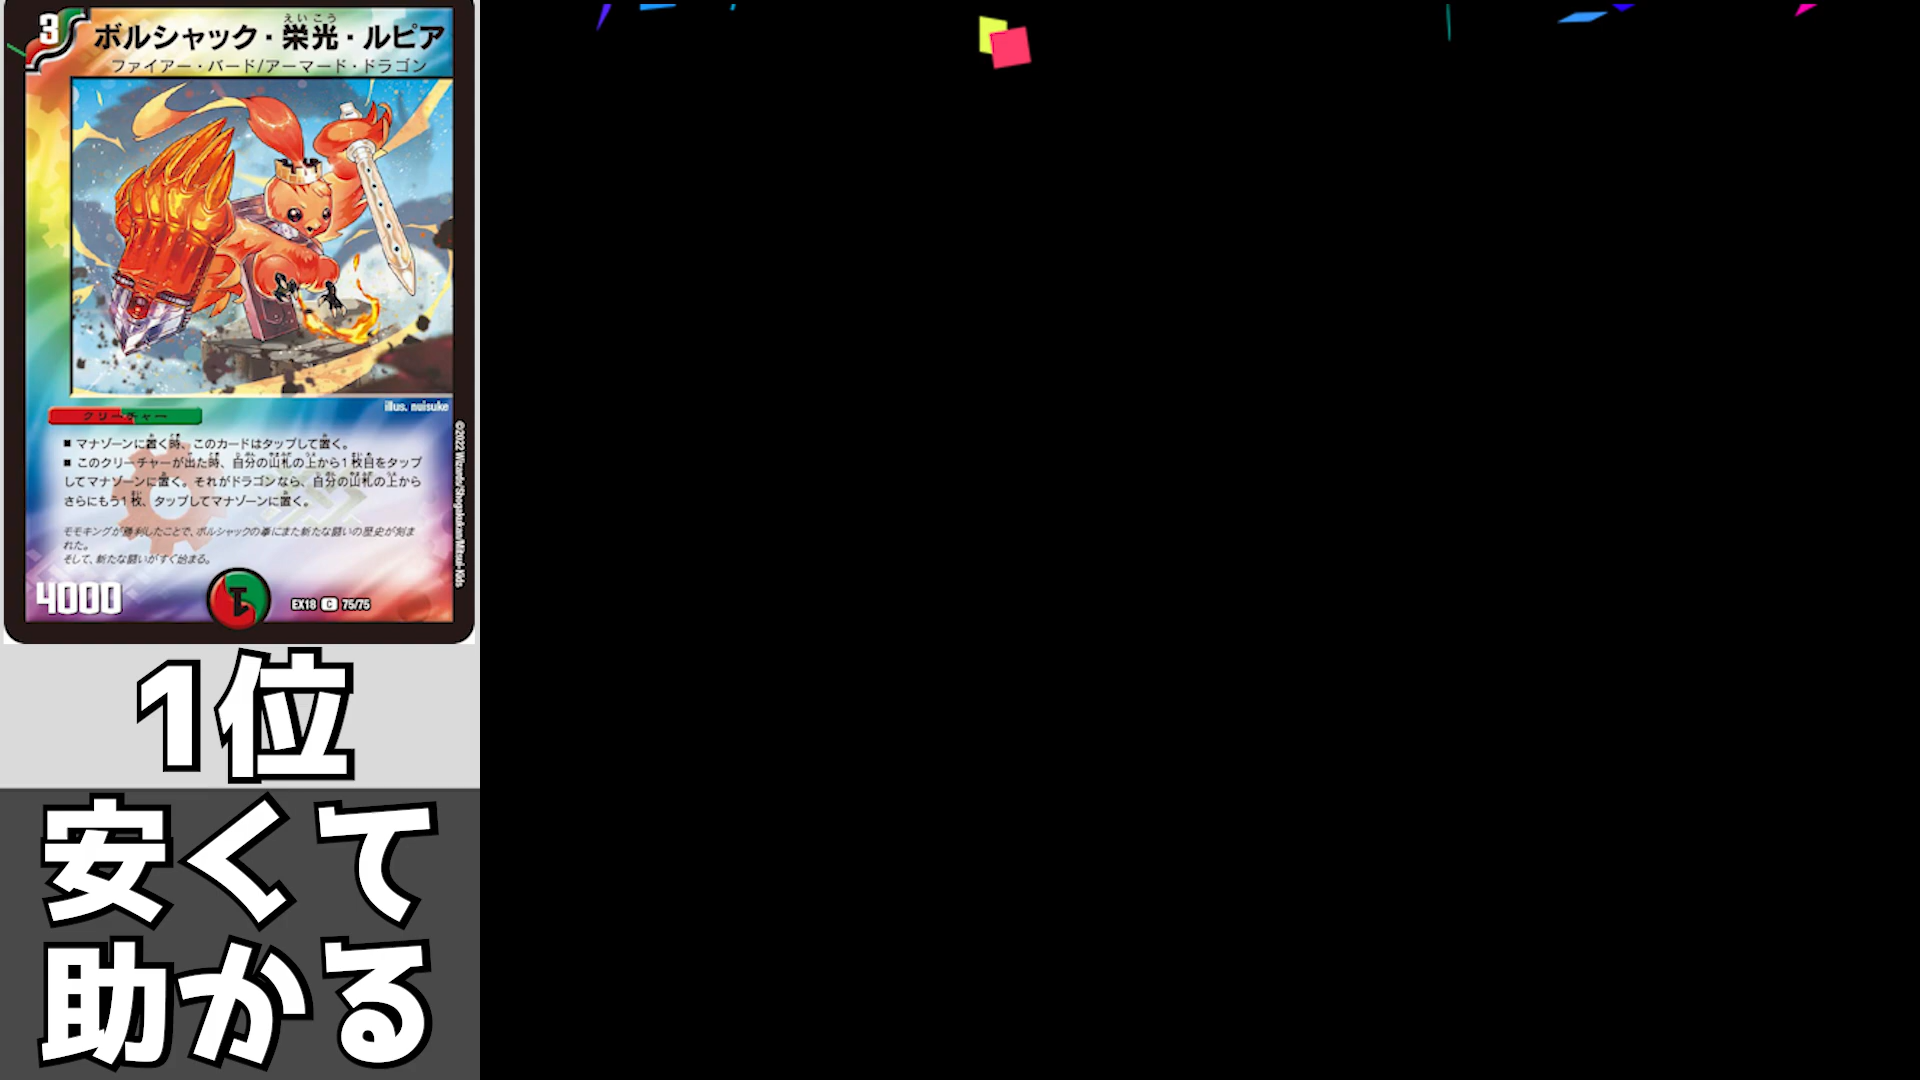 3
ボルシャック・栄光・ルピア
えいこう
ファイアー・バード/アーマード・ドラゴン
illus. nuisuke
クリーチャー
■ マナゾーンに置く時、このカードはタップして置く。
■ このクリーチャーが出た時、自分の山札の上から1枚目をタップ
してマナゾーンに置く。それがドラゴンなら、自分の山札の上から
さらにもう1枚、タップしてマナゾーンに置く。
モモキングが勝利したことで、ボルシャックの拳にまた新たな闘いの歴史が刻ま
れた。
そして、新たな闘いがすぐ始まる。
4000
1
EX18 C 75/75
©2022 Wizards/Shogakukan/Mitsui-Kids
1位
安くて
助かる